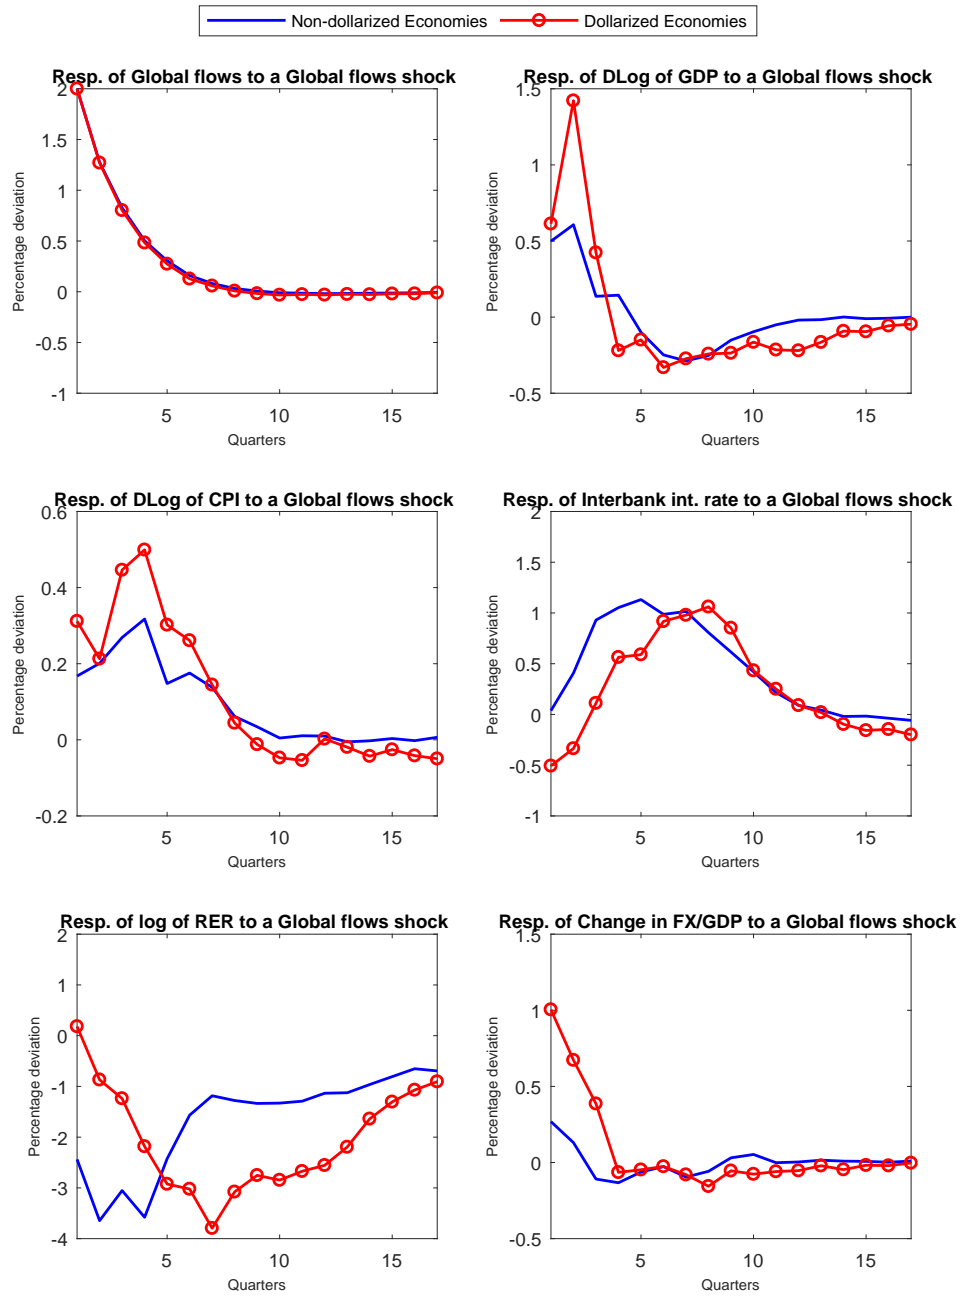 Non-dollarized Economies Dollarized Economies
Resp. of Global flows to a Global flows shock
Percentage deviation
2
1.5
1
0.5
0
-0.5
-1
5 10 15
Quarters
Resp. of DLog of GDP to a Global flows shock
Percentage deviation
1.5
1
0.5
0
-0.5
5 10 15
Quarters
Resp. of DLog of CPI to a Global flows shock
Percentage deviation
0.6
0.4
0.2
0
-0.2
5 10 15
Quarters
Resp. of Interbank int. rate to a Global flows shock
Percentage deviation
2
1.5
1
0.5
0
-0.5
-1
5 10 15
Quarters
Resp. of log of RER to a Global flows shock
Percentage deviation
2
1
0
-1
-2
-3
-4
5 10 15
Quarters
Resp. of Change in FX/GDP to a Global flows shock
Percentage deviation
1.5
1
0.5
0
-0.5
5 10 15
Quarters